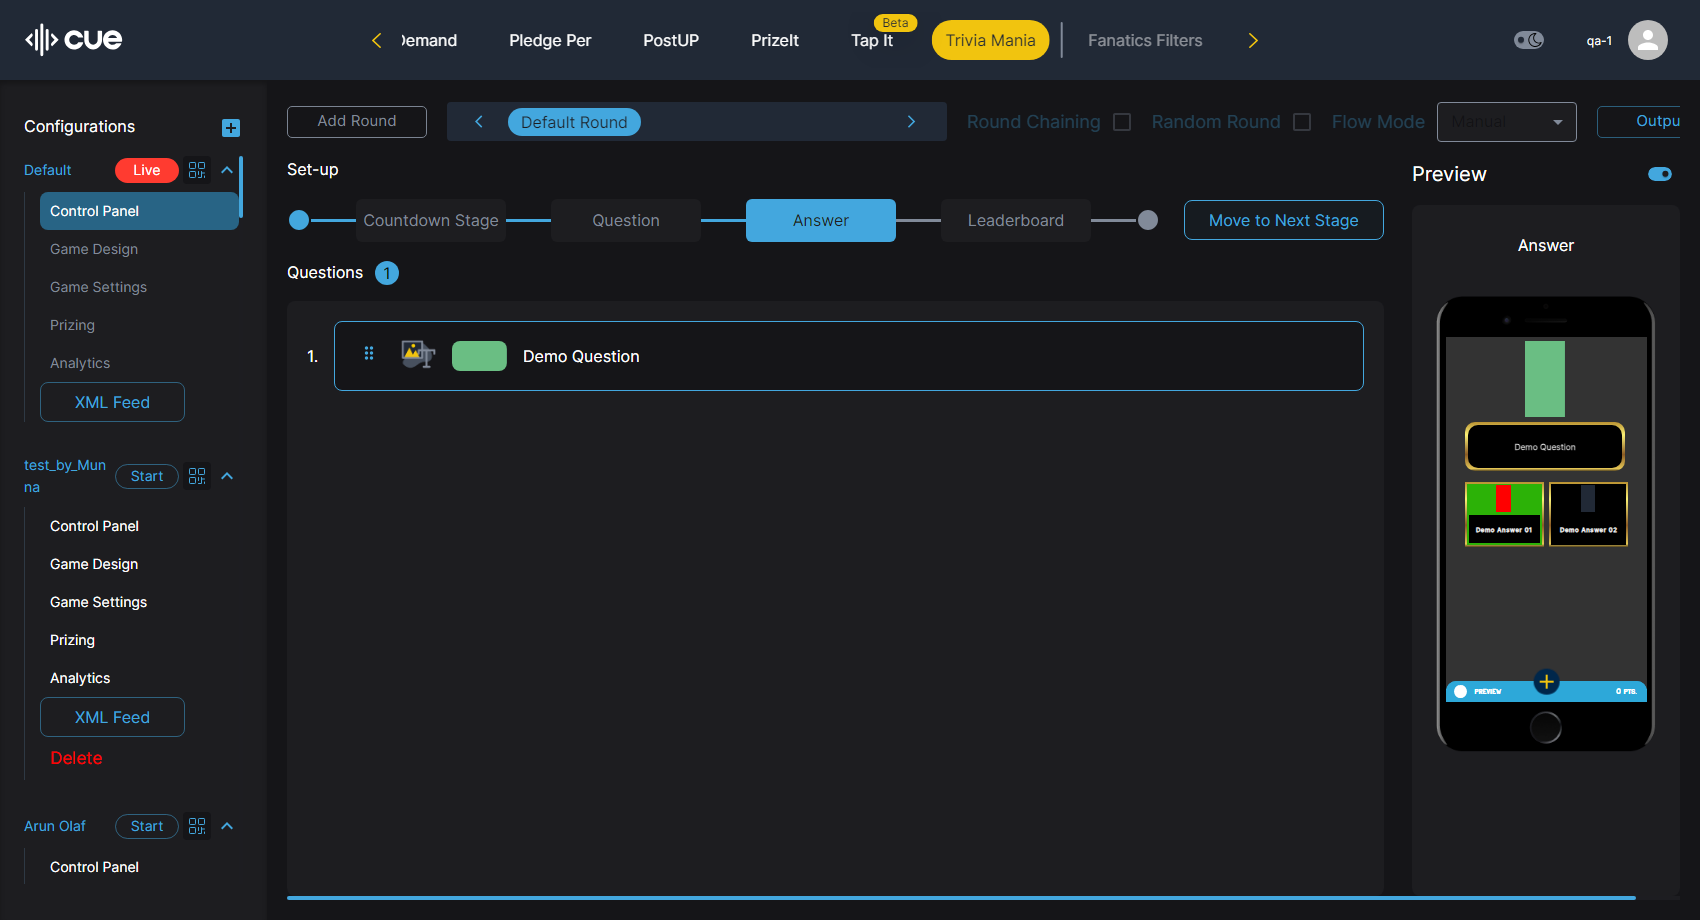 cue
Demand
Pledge Per
PostUP
PrizeIt
Tap It
Beta
Trivia Mania
Fanatics Filters
qa-1
Configurations
Default
Live
Control Panel
Game Design
Game Settings
Prizing
Analytics
XML Feed
test_by_Mun
na
Start
Control Panel
Game Design
Game Settings
Prizing
Analytics
XML Feed
Delete
Arun Olaf
Start
Control Panel
Add Round
Default Round
Round Chaining
Random Round
Flow Mode
Manual
Outpu
Set-up
Countdown Stage
Question
Answer
Leaderboard
Move to Next Stage
Questions 1
1.
Demo Question
Preview
Answer
Demo Question
Demo Answer 01
Demo Answer 02
PREVIEW
0 PTS.